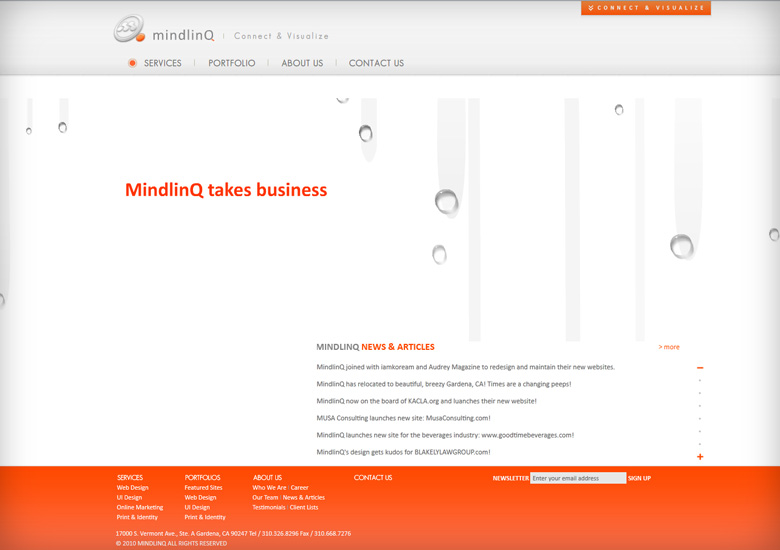 CONNECT & VISUALIZE
mindlinQ | Connect & Visualize
SERVICES | PORTFOLIO | ABOUT US | CONTACT US
MindlinQ takes business
MINDLINQ NEWS & ARTICLES
> more
MindlinQ joined with iamkoream and Audrey Magazine to redesign and maintain their new websites.
MindlinQ has relocated to beautiful, breezy Gardena, CA! Times are a changing peeps!
MindlinQ now on the board of KACLA.org and luanches their new website!
MUSA Consulting launches new site: MusaConsulting.com!
MindlinQ launches new site for the beverages industry: www.goodtimebeverages.com!
MindlinQ's design gets kudos for BLAKELYLAWGROUP.com!
SERVICES
Web Design
UI Design
Online Marketing
Print & Identity
PORTFOLIOS
Featured Sites
Web Design
UI Design
Print & Identity
ABOUT US
Who We Are | Career
Our Team | News & Articles
Testimonials | Client Lists
CONTACT US
NEWSLETTER Enter your email address SIGN UP
17000 S. Vermont Ave., Ste. A Gardena, CA 90247 Tel / 310.326.8296 Fax / 310.668.7276
© 2010 MINDLINQ ALL RIGHTS RESERVED